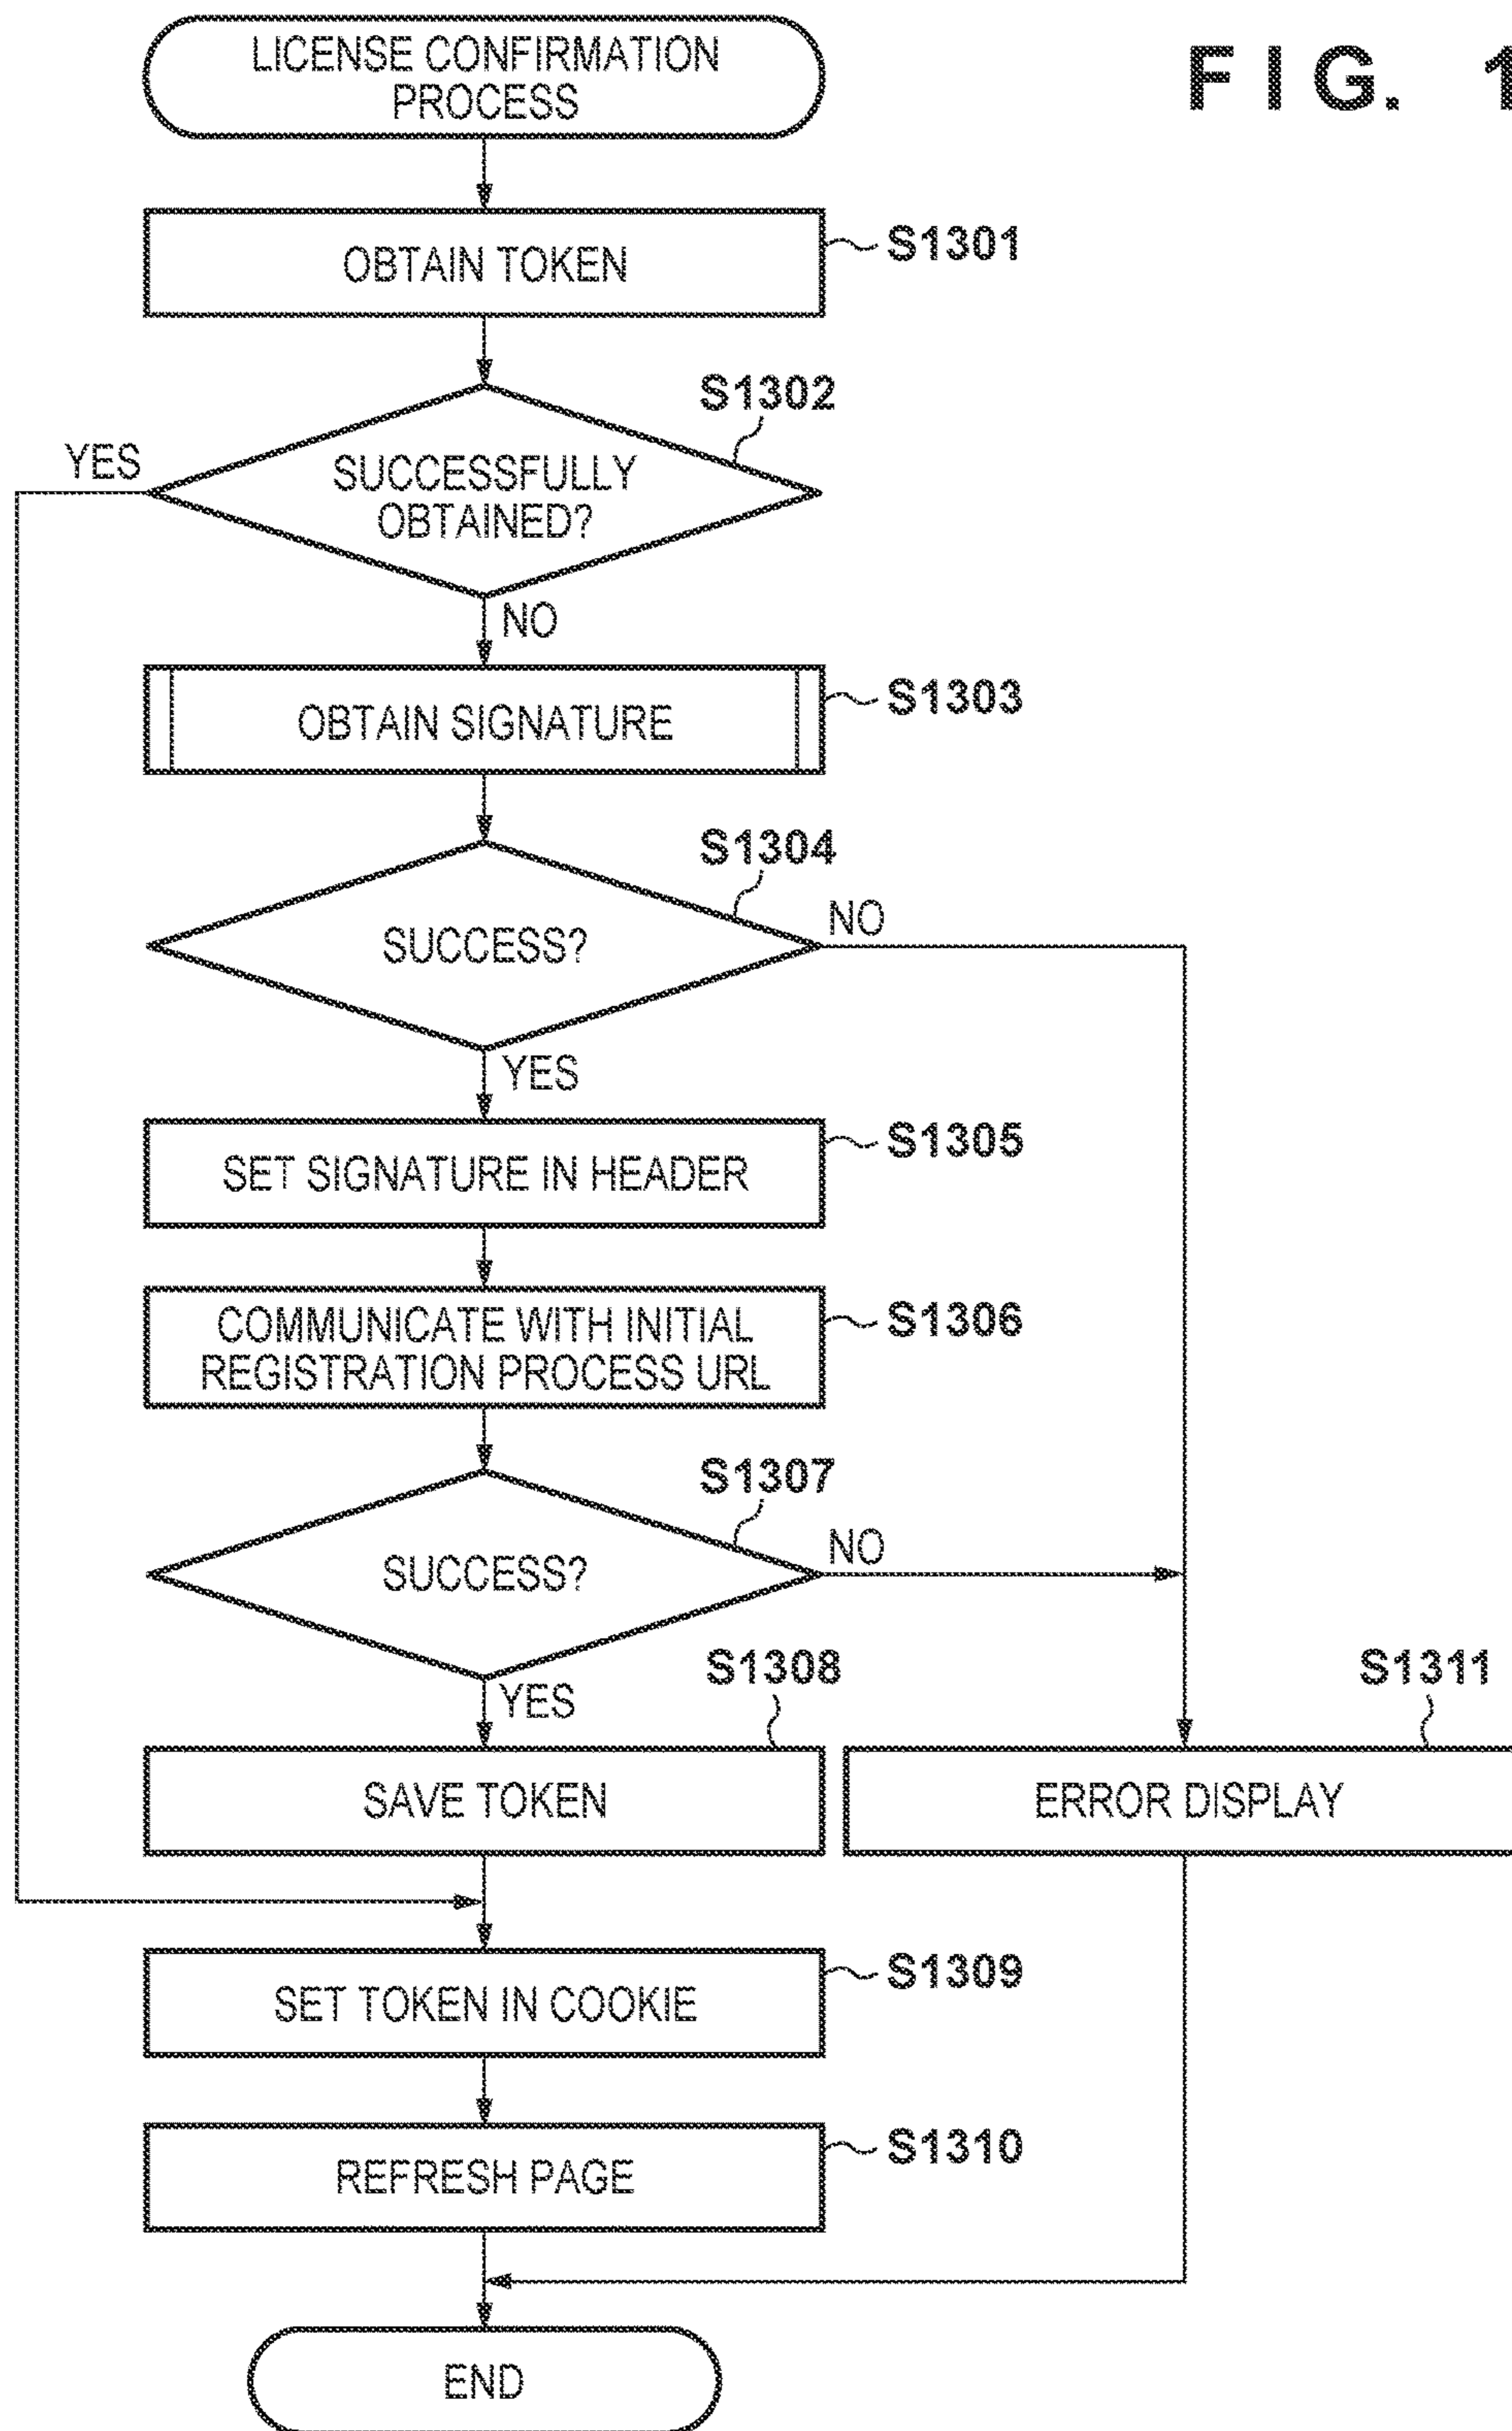 LICENSE CONFIRMATION
PROCESS
FIG. 1
OBTAIN TOKEN
S1301
S1302
YES
SUCCESSFULLY
OBTAINED?
NO
OBTAIN SIGNATURE
S1303
S1304
NO
SUCCESS?
YES
SET SIGNATURE IN HEADER
S1305
COMMUNICATE WITH INITIAL
REGISTRATION PROCESS URL
S1306
S1307
NO
SUCCESS?
YES
S1308
S1311
SAVE TOKEN
ERROR DISPLAY
SET TOKEN IN COOKIE
S1309
REFRESH PAGE
S1310
END